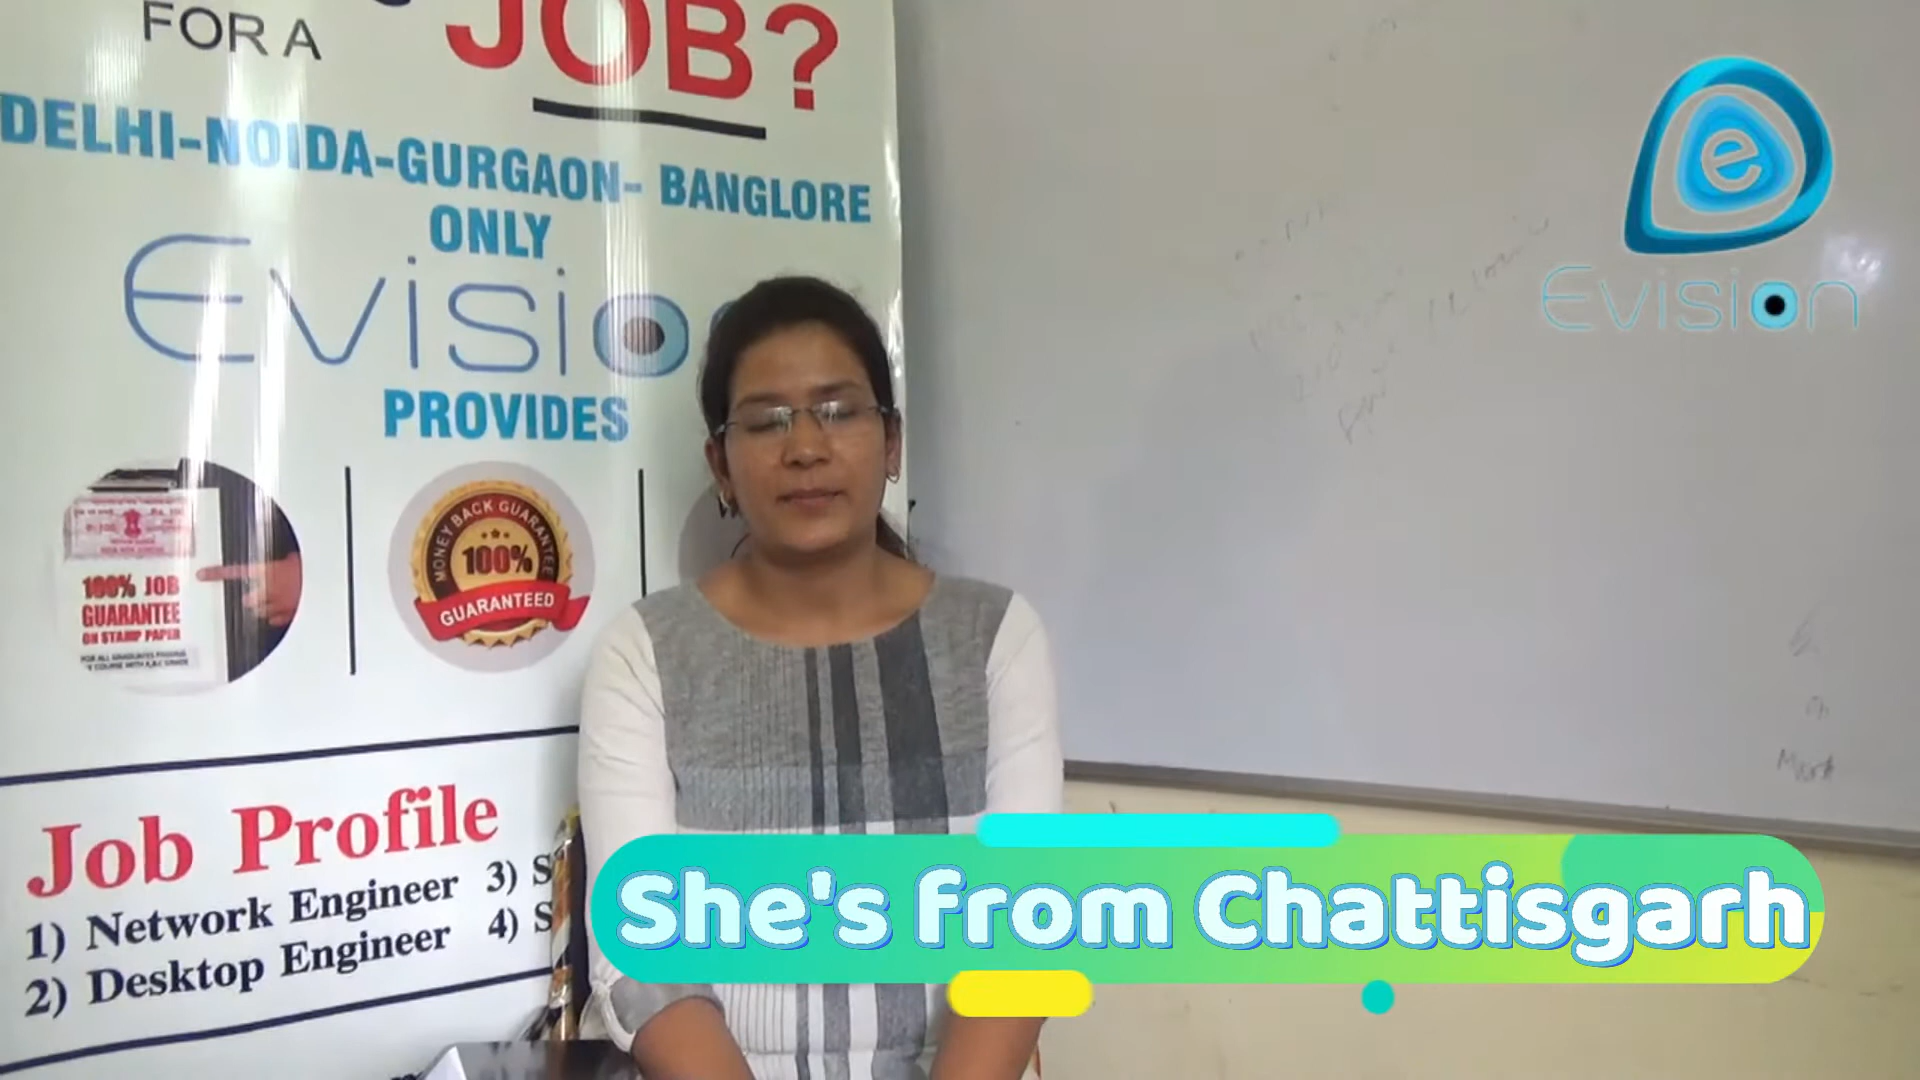 FOR A JOB?
DELHI-NOIDA-GURGAON- BANGLORE
ONLY
Evision
PROVIDES
100% JOB
GUARANTEE
ON STAMP PAPER
MONEY BACK GUARANTEE
100%
GUARANTEED
Job Profile
1) Network Engineer 3) S
2) Desktop Engineer 4) S
e
Evision
She's from Chattisgarh